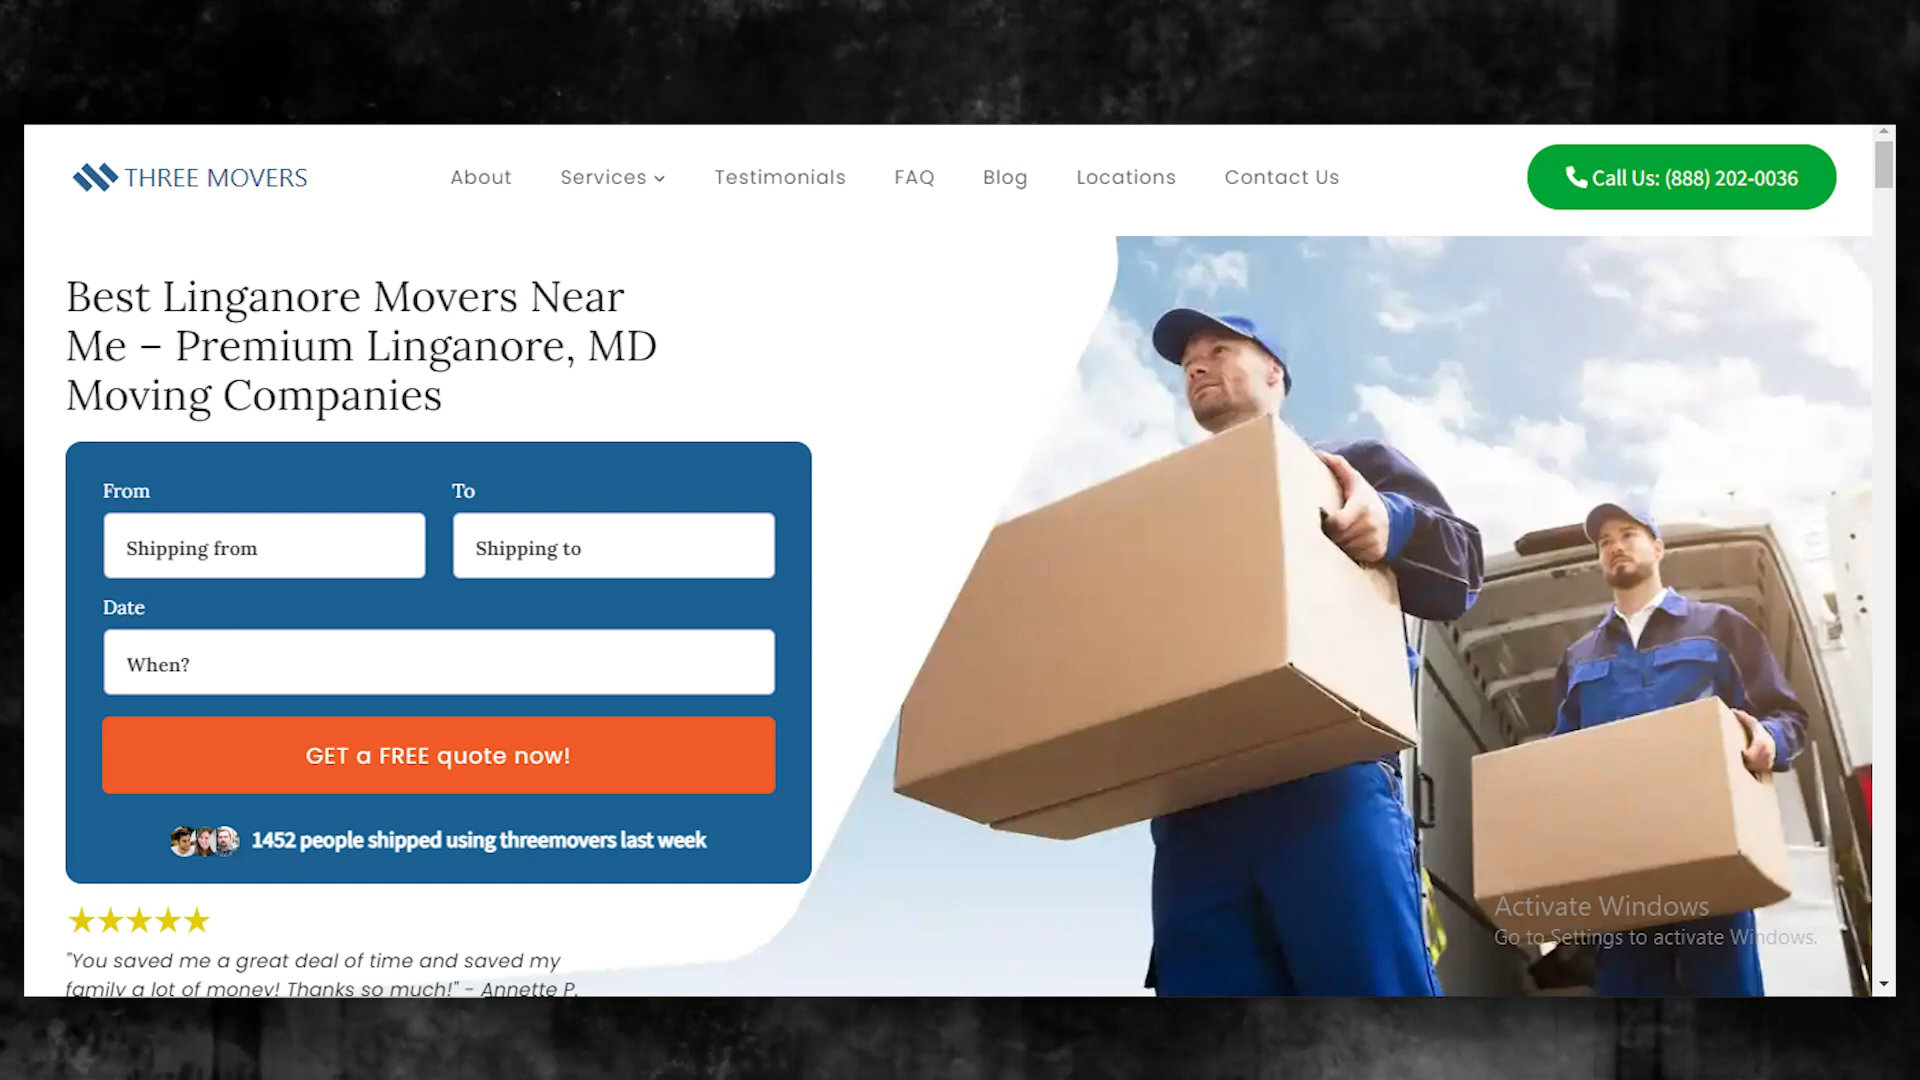 THREE MOVERS
About Services Testimonials FAQ Blog Locations Contact Us
Call Us: (888) 202-0036
Best Linganore Movers Near
Me – Premium Linganore, MD
Moving Companies
From To
Shipping from Shipping to
Date
When?
GET a FREE quote now!
1452 people shipped using threemovers last week
"You saved me a great deal of time and saved my
family a lot of money! Thanks so much!" - Annette P.
Activate Windows
Go to Settings to activate Windows.